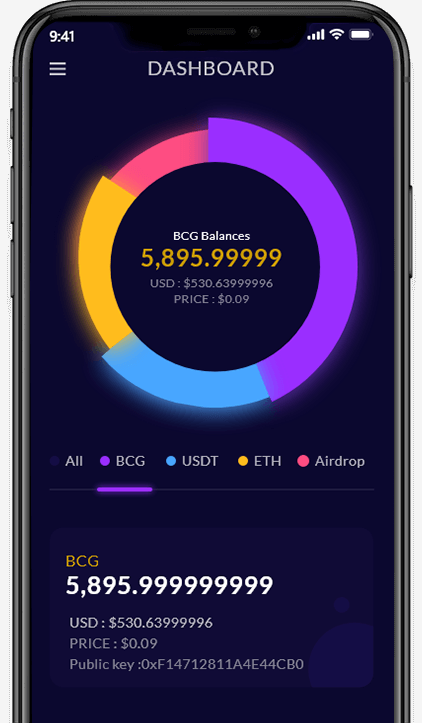 9:41
DASHBOARD
BCG Balances
5,895.99999
USD : $530.63999996
PRICE : $0.09
All BCG USDT ETH Airdrop
BCG
5,895.999999999
USD : $530.63999996
PRICE : $0.09
Public key :0xF14712811A4E44CB0